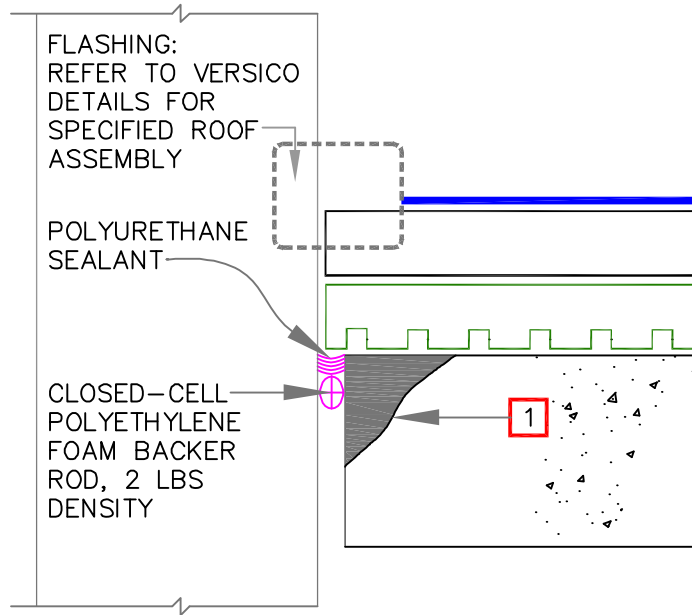 FLASHING:
REFER TO VERSICO
DETAILS FOR
SPECIFIED ROOF
ASSEMBLY
POLYURETHANE
SEALANT
CLOSED-CELL
POLYETHYLENE
FOAM BACKER
ROD, 2 LBS
DENSITY
1